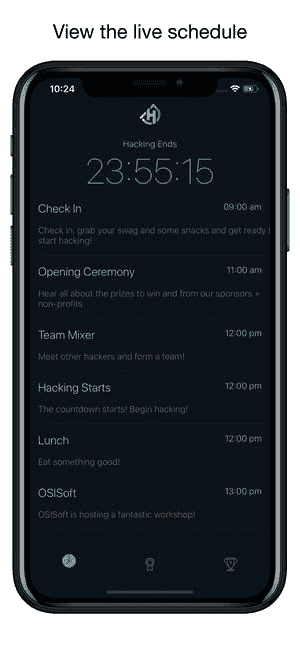 View the live schedule
10:24
Hacking Ends
23:55:15
Check In
09:00 am
Check in, grab your swag and some snacks and get ready
start hacking!
Opening Ceremony
11:00 am
Hear all about the prizes to win and from our sponsors +
non-profits
Team Mixer
12:00 pm
Meet other hackers and form a team!
Hacking Starts
12:00 pm
The countdown starts! Begin hacking!
Lunch
12:00 pm
Eat something good!
OSISoft
13:00 pm
OSISoft is hosting a fantastic workshop!